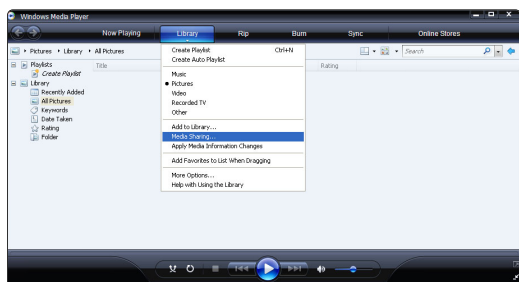 Windows Media Player
Now Playing
Library
Rip
Burn
Sync
Online Stores
Pictures
Library
All Pictures
Search
Playlists
Create Playlist
Library
Recently Added
All Pictures
Keywords
Date Taken
Rating
Folder
Title
Rating
Create Playlist Ctrl+N
Create Auto Playlist
Music
Pictures
Video
Recorded TV
Other
Add to Library...
Media Sharing...
Apply Media Information Changes
Add Favorites to List When Dragging
More Options...
Help with Using the Library